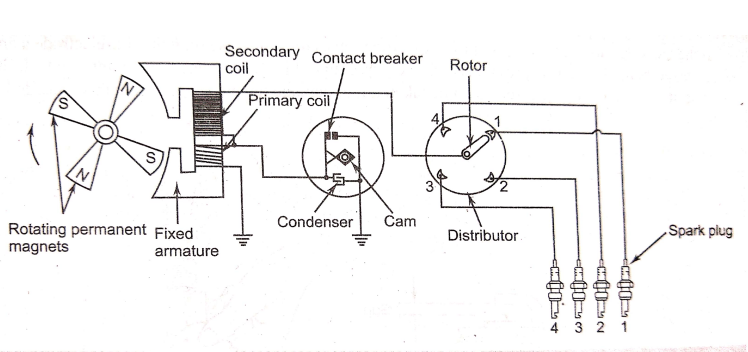 Secondary
coil
Contact breaker
Rotor
Primary coil
N
S
S
N
4
1
3
2
Rotating permanent
magnets
Fixed
armature
Condenser
Cam
Distributor
Spark plug
4 3 2 1